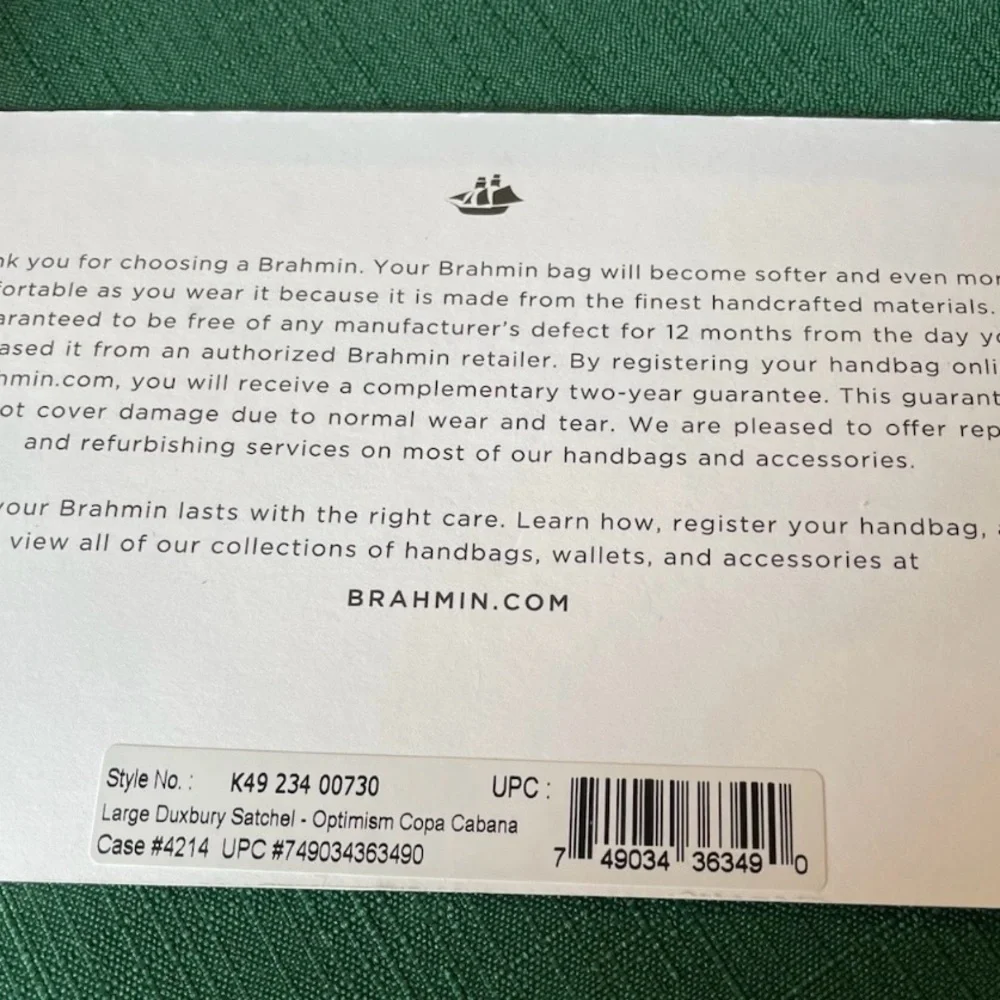 nk you for choosing a Brahmin. Your Brahmin bag will become softer and even mor
fortable as you wear it because it is made from the finest handcrafted materials.
aranteed to be free of any manufacturer's defect for 12 months from the day yo
ased it from an authorized Brahmin retailer. By registering your handbag onli
hmin.com, you will receive a complementary two-year guarantee. This guarant
ot cover damage due to normal wear and tear. We are pleased to offer rep
and refurbishing services on most of our handbags and accessories.
your Brahmin lasts with the right care. Learn how, register your handbag, a
view all of our collections of handbags, wallets, and accessories at
BRAHMIN.COM
Style No. : K49 234 00730 UPC :
Large Duxbury Satchel - Optimism Copa Cabana
Case #4214 UPC #749034363490
7 49034 36349 0